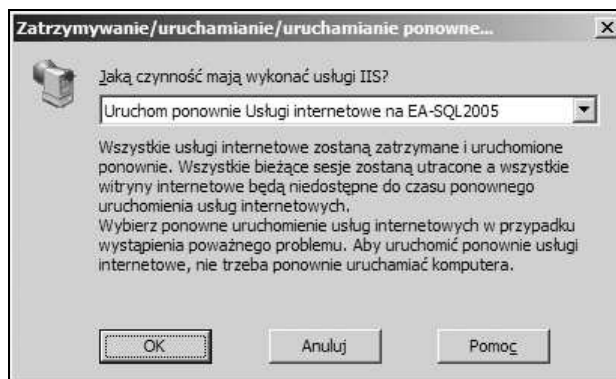 Zatrzymywanie/uruchamianie/uruchamianie ponowne...
Jaką czynność mają wykonać usługi IIS?
Uruchom ponownie Usługi internetowe na EA-SQL2005
Wszystkie usługi internetowe zostaną zatrzymane i uruchomione
ponownie. Wszystkie bieżące sesje zostaną utracone a wszystkie
witryny internetowe będą niedostępne do czasu ponownego
uruchomienia usług internetowych.
Wybierz ponowne uruchomienie usług internetowych w przypadku
wystąpienia poważnego problemu. Aby uruchomić ponownie usługi
internetowe, nie trzeba ponownie uruchamiać komputera.
OK Anuluj Pomoc